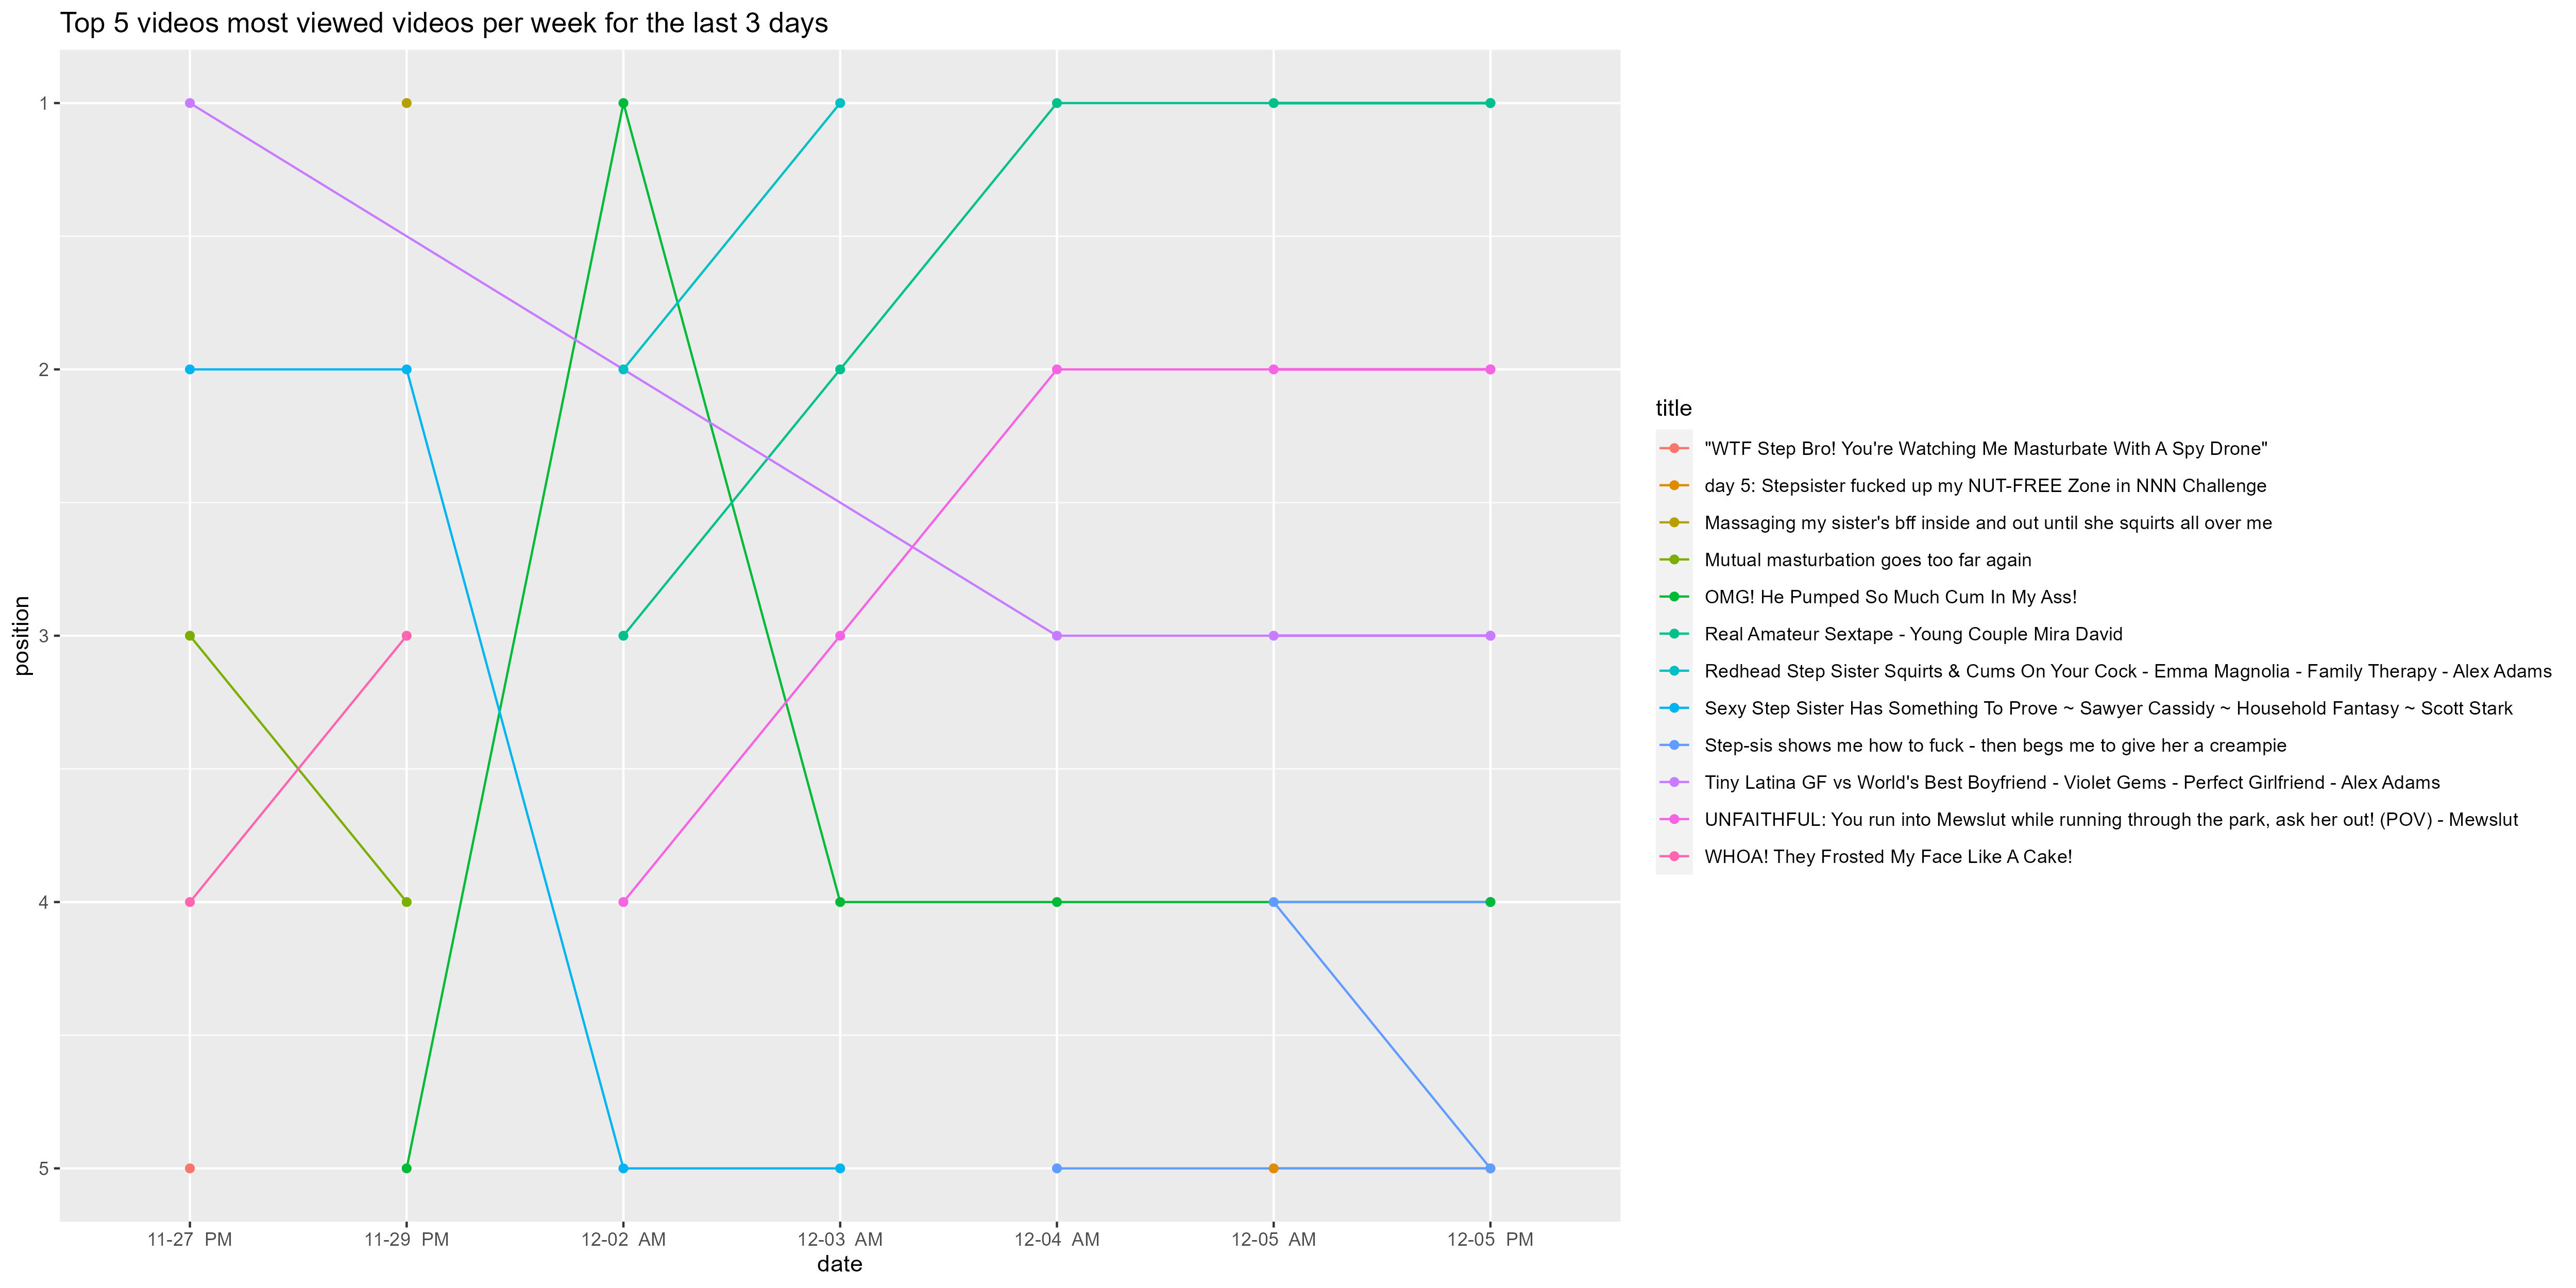 Top 5 videos most viewed videos per week for the last 3 days
position
1
2
3
4
5
11-27 PM
11-29 PM
12-02 AM
12-03 AM
12-04 AM
12-05 AM
12-05 PM
date
title
"WTF Step Bro! You're Watching Me Masturbate With A Spy Drone"
day 5: Stepsister fucked up my NUT-FREE Zone in NNN Challenge
Massaging my sister's bff inside and out until she squirts all over me
Mutual masturbation goes too far again
OMG! He Pumped So Much Cum In My Ass!
Real Amateur Sextape - Young Couple Mira David
Redhead Step Sister Squirts & Cums On Your Cock - Emma Magnolia - Family Therapy - Alex Adams
Sexy Step Sister Has Something To Prove ~ Sawyer Cassidy ~ Household Fantasy ~ Scott Stark
Step-sis shows me how to fuck - then begs me to give her a creampie
Tiny Latina GF vs World's Best Boyfriend - Violet Gems - Perfect Girlfriend - Alex Adams
UNFAITHFUL: You run into Mewslut while running through the park, ask her out! (POV) - Mewslut
WHOA! They Frosted My Face Like A Cake!